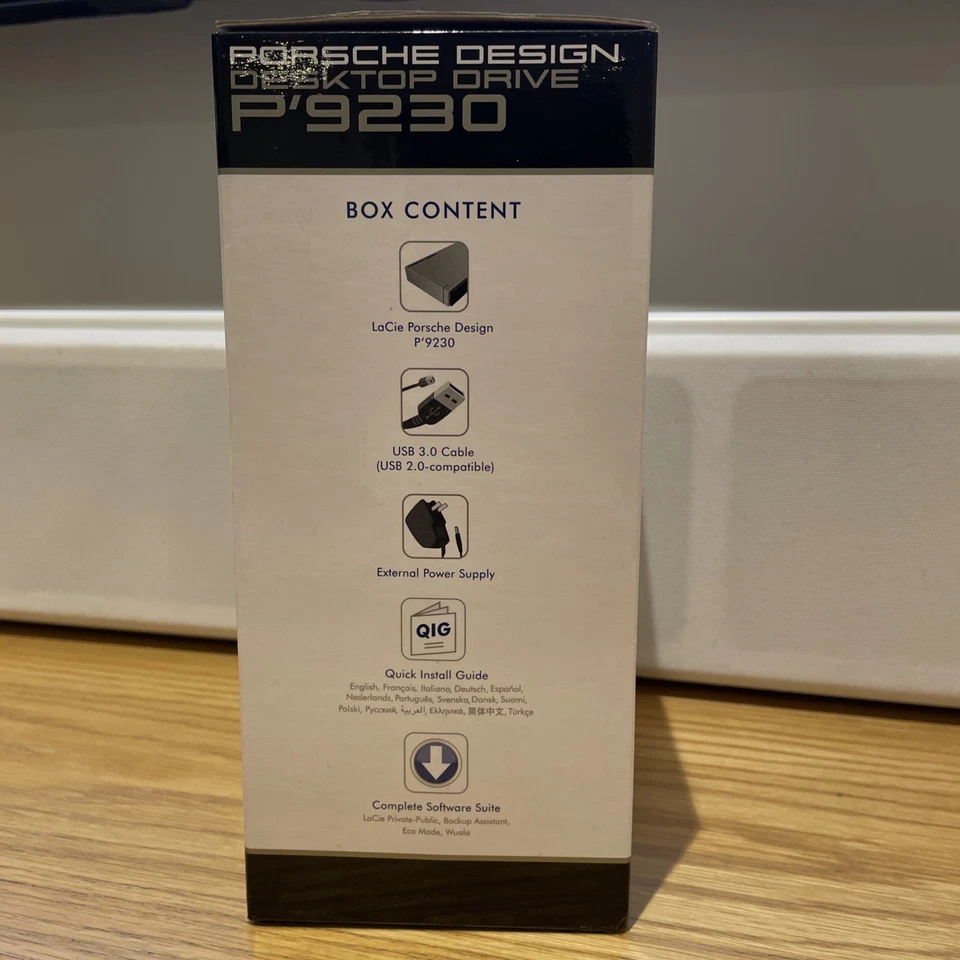 PORSCHE DESIGN
DESKTOP DRIVE
P'9230
BOX CONTENT
LaCie Porsche Design
P'9230
USB 3.0 Cable
(USB 2.0-compatible)
External Power Supply
QIG
Quick Install Guide
English, Français, Italiano, Deutsch, Español,
Nederlands, Português, Svenska, Dansk, Suomi,
Polski, Русский, العربية, Ελληνικά, 简体中文, Türkçe
Complete Software Suite
LaCie Private-Public, Backup Assistant,
Eco Mode, Wuala